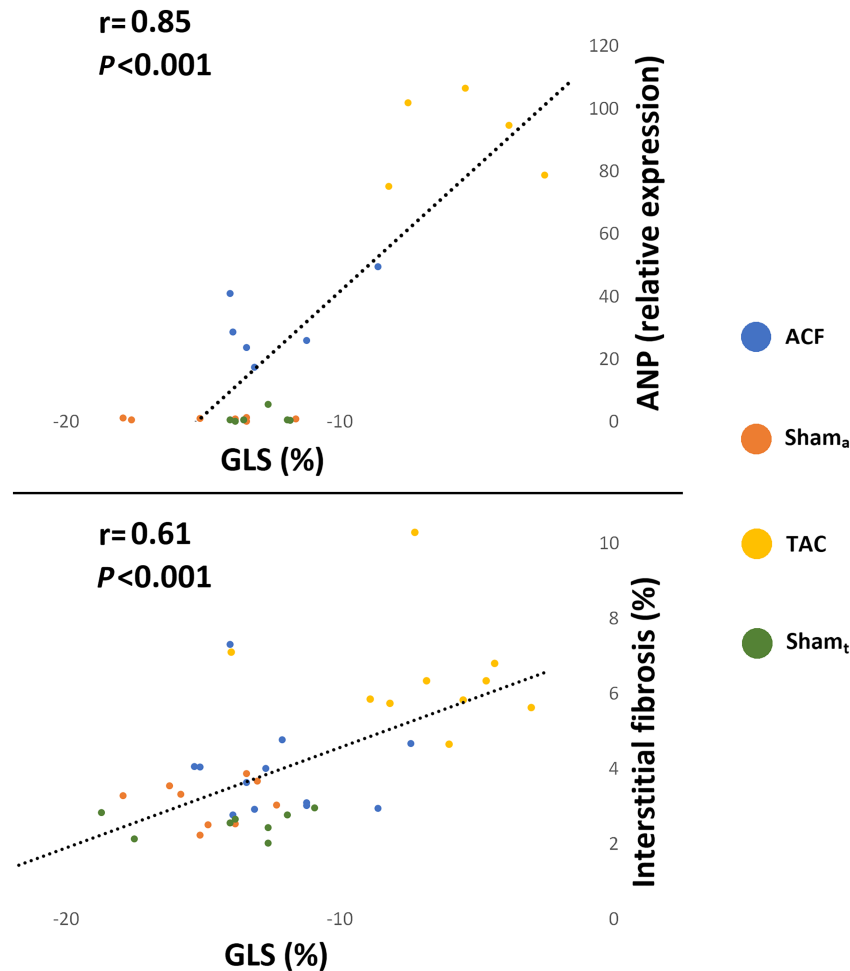 r= 0.85
P<0.001
120
100
80
60
40
20
0
ANP (relative expression)
-20
-10
GLS (%)
r= 0.61
P<0.001
10
8
6
4
2
0
Interstitial fibrosis (%)
-20
-10
GLS (%)
ACF
Shamₐ
TAC
Shamₜ